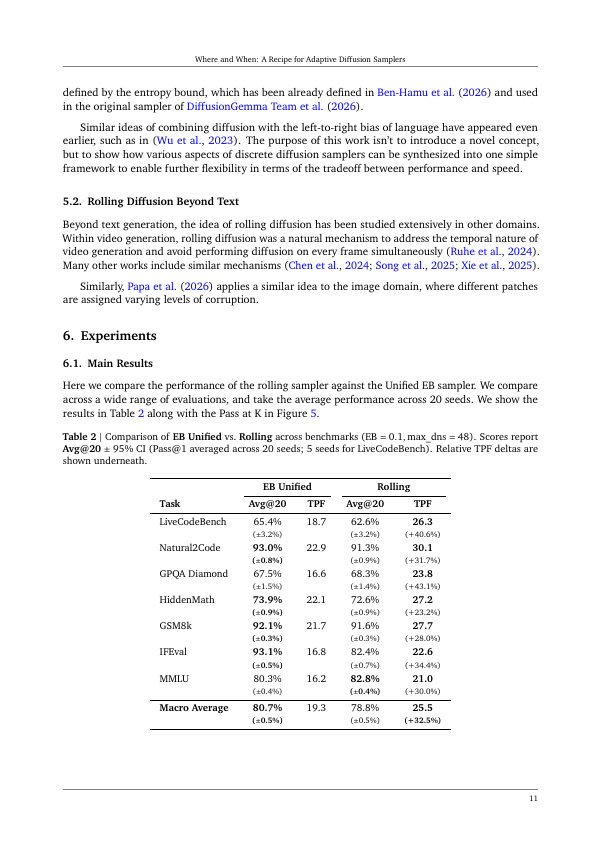 Where and When: A Recipe for Adaptive Diffusion Samplers
defined by the entropy bound, which has been already defined in Ben-Hamu et al. (2026) and used
in the original sampler of DiffusionGemma Team et al. (2026).
Similar ideas of combining diffusion with the left-to-right bias of language have appeared even
earlier, such as in (Wu et al., 2023). The purpose of this work isn't to introduce a novel concept,
but to show how various aspects of discrete diffusion samplers can be synthesized into one simple
framework to enable further flexibility in terms of the tradeoff between performance and speed.
5.2. Rolling Diffusion Beyond Text
Beyond text generation, the idea of rolling diffusion has been studied extensively in other domains.
Within video generation, rolling diffusion was a natural mechanism to address the temporal nature of
video generation and avoid performing diffusion on every frame simultaneously (Ruhe et al., 2024).
Many other works include similar mechanisms (Chen et al., 2024; Song et al., 2025; Xie et al., 2025).
Similarly, Papa et al. (2026) applies a similar idea to the image domain, where different patches
are assigned varying levels of corruption.
6. Experiments
6.1. Main Results
Here we compare the performance of the rolling sampler against the Unified EB sampler. We compare
across a wide range of evaluations, and take the average performance across 20 seeds. We show the
results in Table 2 along with the Pass at K in Figure 5.
Table 2 | Comparison of EB Unified vs. Rolling across benchmarks (EB = 0.1, max_dns = 48). Scores report
Avg@20 ± 95% CI (Pass@1 averaged across 20 seeds; 5 seeds for LiveCodeBench). Relative TPF deltas are
shown underneath.
EB Unified Rolling
Task Avg@20 TPF Avg@20 TPF
LiveCodeBench 65.4% 18.7 62.6% 26.3
(±3.2%) (±3.2%) (+40.6%)
Natural2Code 93.0% 22.9 91.3% 30.1
(±0.8%) (±0.9%) (+31.7%)
GPQA Diamond 67.5% 16.6 68.3% 23.8
(±1.5%) (±1.4%) (+43.1%)
HiddenMath 73.9% 22.1 72.6% 27.2
(±0.9%) (±0.9%) (+23.2%)
GSM8k 92.1% 21.7 91.6% 27.7
(±0.3%) (±0.3%) (+28.0%)
IFEval 93.1% 16.8 82.4% 22.6
(±0.5%) (±0.7%) (+34.4%)
MMLU 80.3% 16.2 82.8% 21.0
(±0.4%) (±0.4%) (+30.0%)
Macro Average 80.7% 19.3 78.8% 25.5
(±0.5%) (±0.5%) (+32.5%)
11